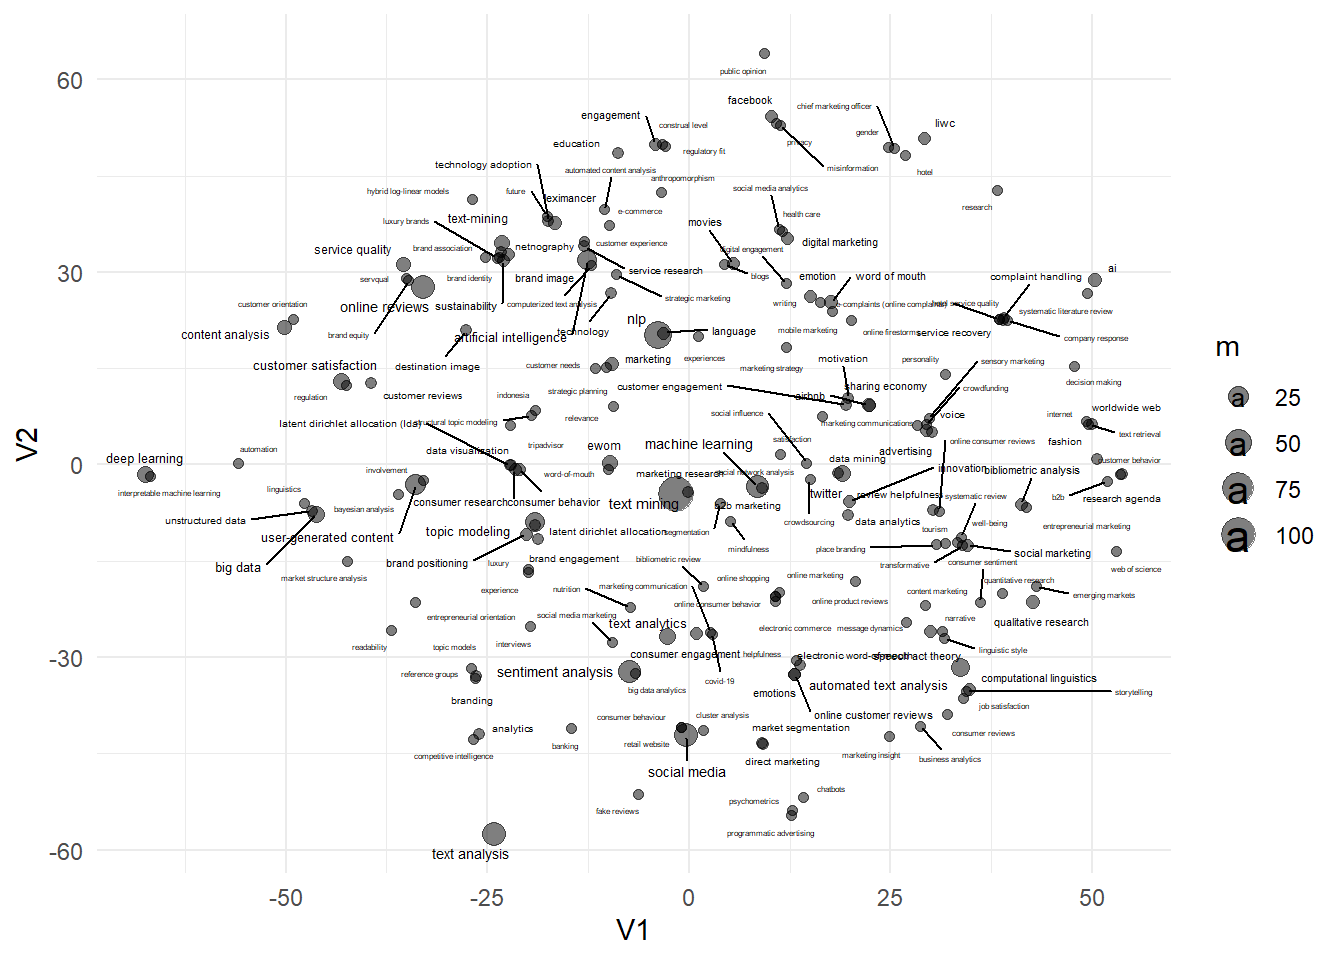 60
30
0
-30
-60
-50
-25
0
25
50
V1
V2
m
a 25
a 50
a 75
a 100
public opinion
facebook
chief marketing officer
liwc
engagement
construal level
gender
education
regulatory fit
privacy
technology adoption
automated content analysis
misinformation
hotel
anthropomorphism
hybrid log-linear models
future
leximancer
social media analytics
research
text-mining
e-commerce
health care
luxury brands
movies
netnography
customer experience
digital marketing
service quality
brand association
digital engagement
servqual
brand identity
brand image
service research
blogs
emotion
word of mouth
complaint handling
ai
customer orientation
online reviews
sustainability
computerized text analysis
strategic marketing
writing
e-complaints (online complaints)
hotel service quality
systematic literature review
content analysis
brand equity
artificial intelligence
technology
nlp
language
mobile marketing
online firestorms
service recovery
company response
customer satisfaction
destination image
customer needs
marketing
experiences
marketing strategy
motivation
personality
sensory marketing
decision making
regulation
customer reviews
indonesia
strategic planning
customer engagement
airbnb
sharing economy
crowdfunding
latent dirichlet allocation (lda)
structural topic modeling
relevance
social influence
marketing communications
voice
internet
worldwide web
text retrieval
deep learning
automation
data visualization
tripadvisor
ewom
machine learning
satisfaction
advertising
online consumer reviews
fashion
interpretable machine learning
involvement
word-of-mouth
marketing research
social network analysis
data mining
innovation
bibliometric analysis
customer behavior
linguistics
bayesian analysis
consumer research
consumer behavior
text mining
b2b marketing
twitter
review helpfulness
systematic review
b2b
research agenda
unstructured data
user-generated content
topic modeling
latent dirichlet allocation
segmentation
crowdsourcing
data analytics
tourism
well-being
entrepreneurial marketing
big data
market structure analysis
brand positioning
luxury
brand engagement
bibliometric review
mindfulness
place branding
transformative
social marketing
consumer sentiment
web of science
experience
nutrition
marketing communication
online shopping
online marketing
content marketing
quantitative research
emerging markets
entrepreneurial orientation
social media marketing
online consumer behavior
online product reviews
narrative
qualitative research
readability
topic models
interviews
text analytics
electronic commerce
message dynamics
linguistic style
reference groups
sentiment analysis
consumer engagement
helpfulness
electronic word-of-mouth
speech act theory
branding
big data analytics
covid-19
emotions
automated text analysis
computational linguistics
storytelling
analytics
consumer behaviour
cluster analysis
online customer reviews
job satisfaction
competitive intelligence
banking
retail website
market segmentation
consumer reviews
social media
direct marketing
marketing insight
business analytics
fake reviews
psychometrics
chatbots
programmatic advertising
text analysis